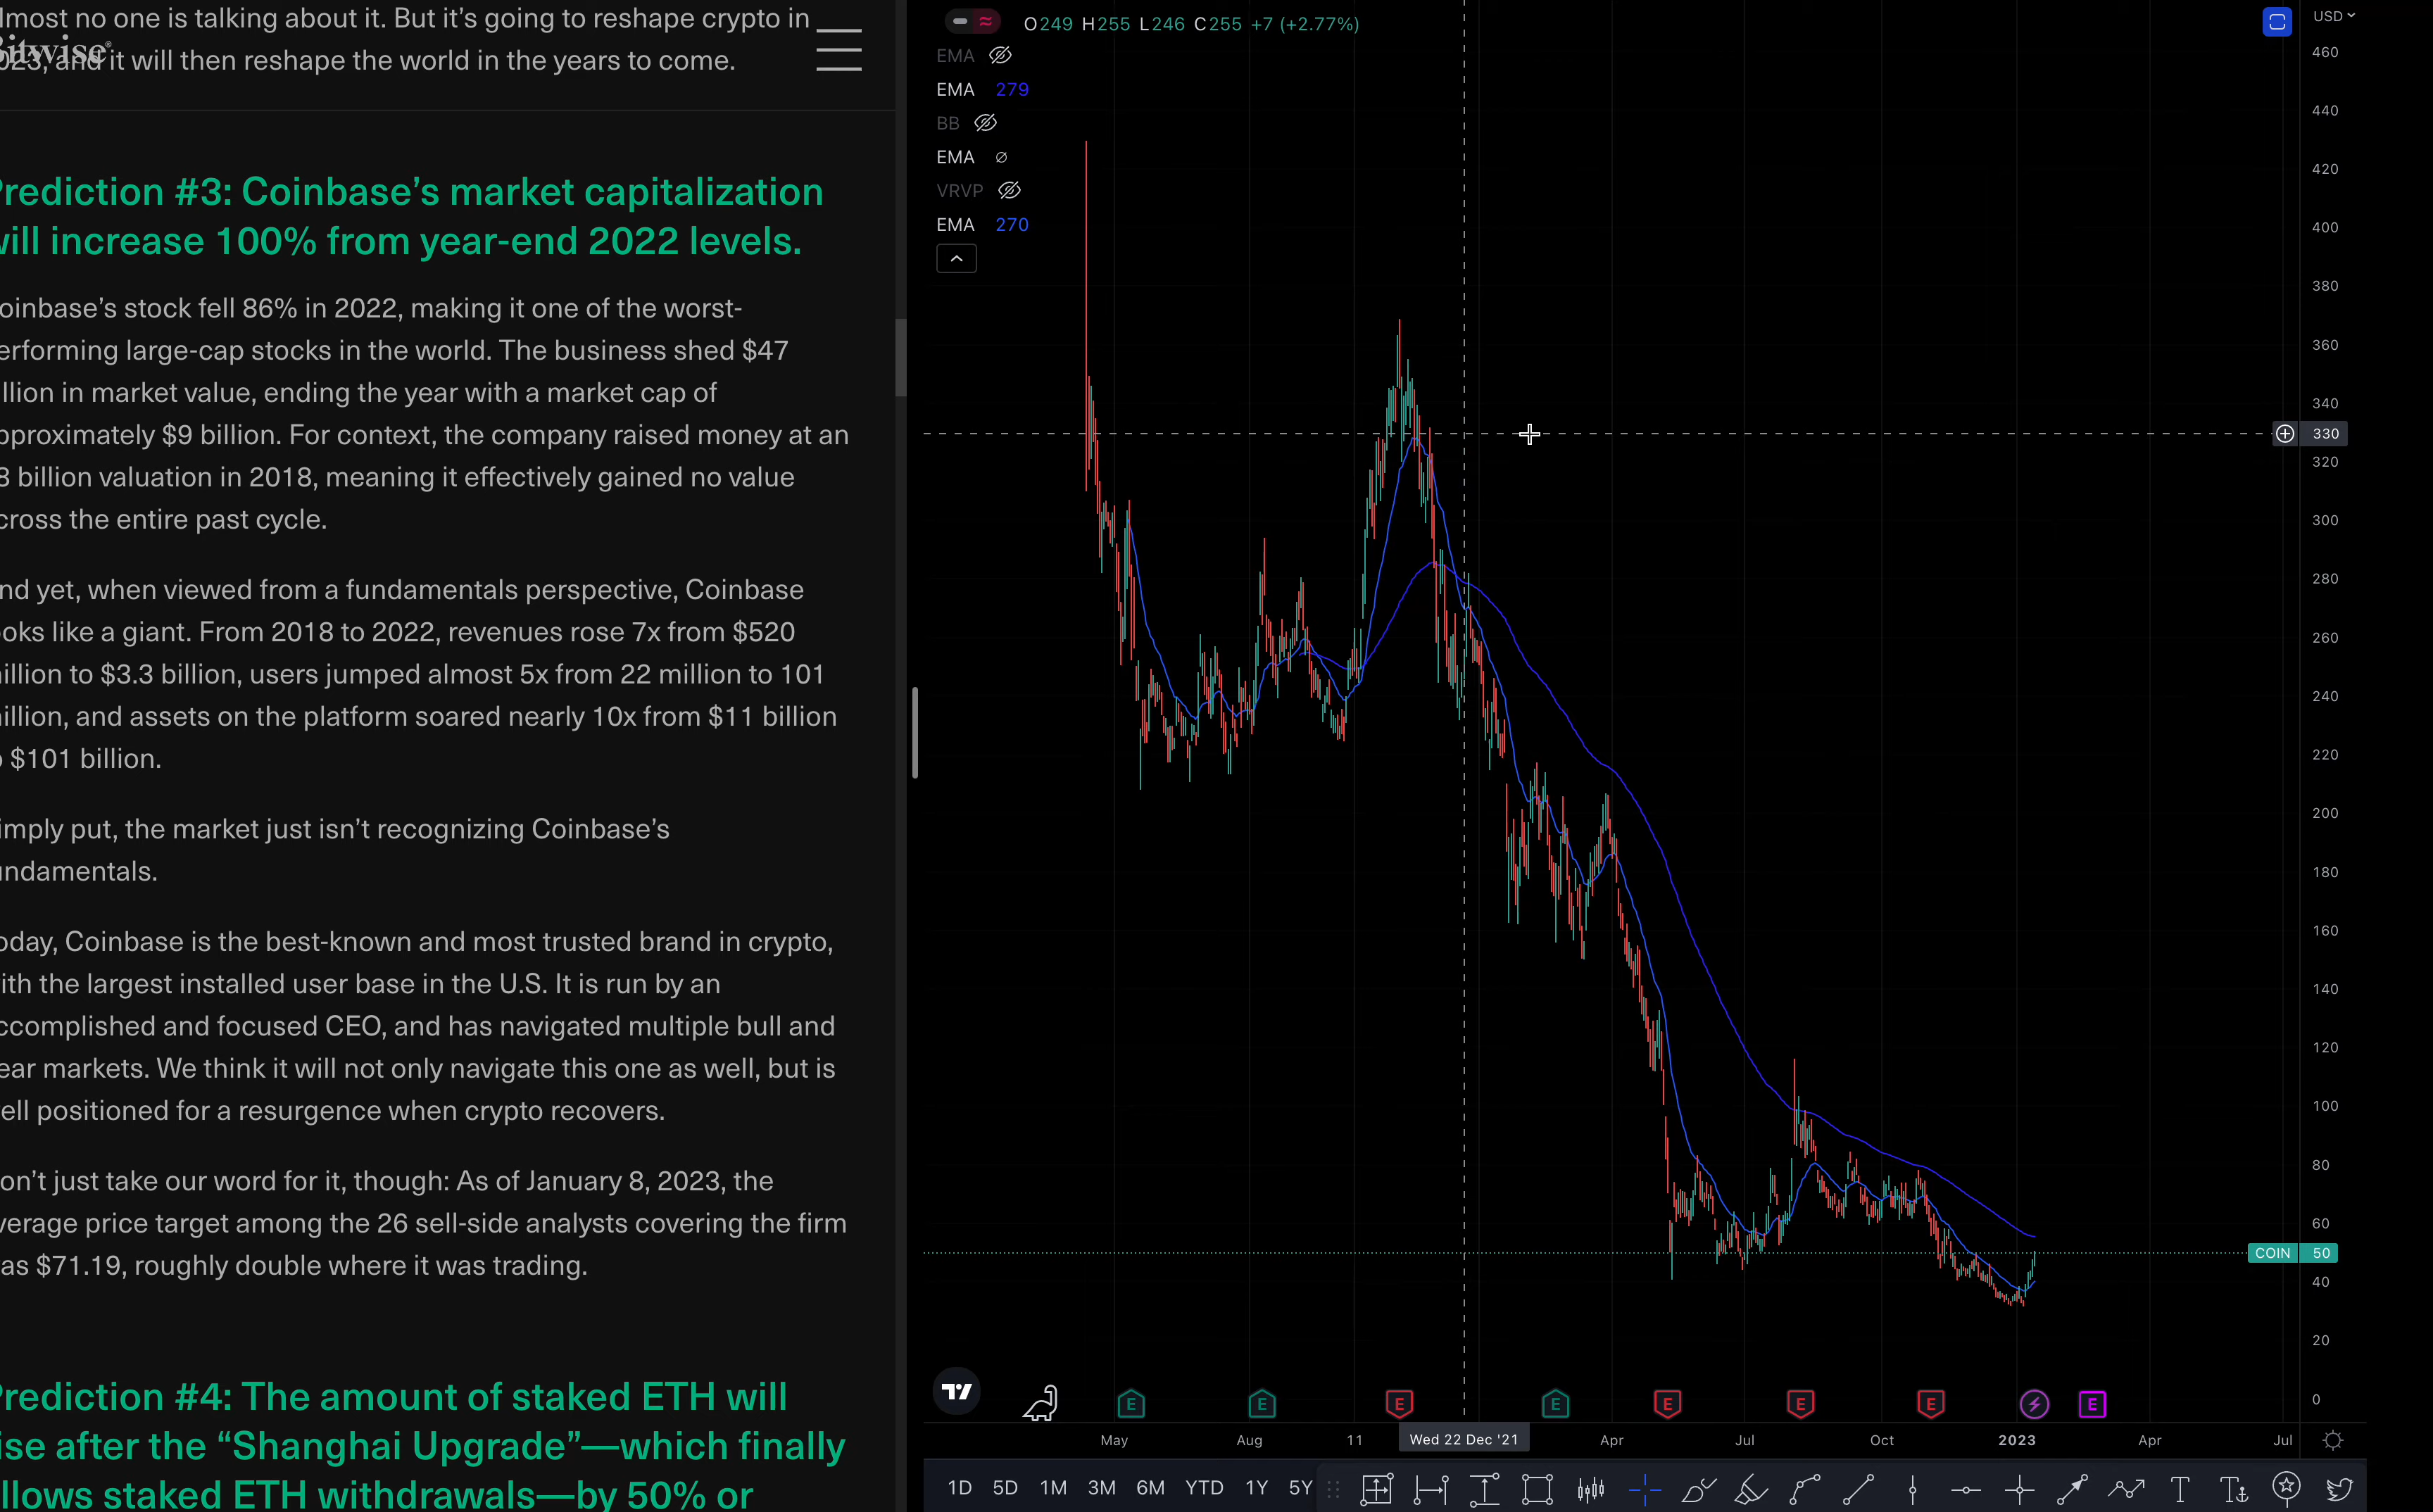 lmost no one is talking about it. But it’s going to reshape crypto in
Bitwise
023, and it will then reshape the world in the years to come.
rediction #3: Coinbase’s market capitalization
will increase 100% from year-end 2022 levels.
oinbase’s stock fell 86% in 2022, making it one of the worst-
erforming large-cap stocks in the world. The business shed $47
illion in market value, ending the year with a market cap of
pproximately $9 billion. For context, the company raised money at an
8 billion valuation in 2018, meaning it effectively gained no value
cross the entire past cycle.
nd yet, when viewed from a fundamentals perspective, Coinbase
oks like a giant. From 2018 to 2022, revenues rose 7x from $520
illion to $3.3 billion, users jumped almost 5x from 22 million to 101
illion, and assets on the platform soared nearly 10x from $11 billion
o $101 billion.
imply put, the market just isn’t recognizing Coinbase’s
undamentals.
oday, Coinbase is the best-known and most trusted brand in crypto,
ith the largest installed user base in the U.S. It is run by an
ccomplished and focused CEO, and has navigated multiple bull and
ear markets. We think it will not only navigate this one as well, but is
ell positioned for a resurgence when crypto recovers.
on’t just take our word for it, though: As of January 8, 2023, the
verage price target among the 26 sell-side analysts covering the firm
as $71.19, roughly double where it was trading.
Prediction #4: The amount of staked ETH will
ise after the “Shanghai Upgrade”—which finally
llows staked ETH withdrawals—by 50% or
O249 H255 L246 C255 +7 (+2.77%)
EMA
EMA 279
BB
EMA ∅
VRVP
EMA 270
USD
460
440
420
400
380
360
340
330
320
300
280
260
240
220
200
180
160
140
120
100
80
60
COIN 50
40
20
0
E E E E E E E E
May Aug 11 Wed 22 Dec '21 Apr Jul Oct 2023 Apr Jul
1D 5D 1M 3M 6M YTD 1Y 5Y